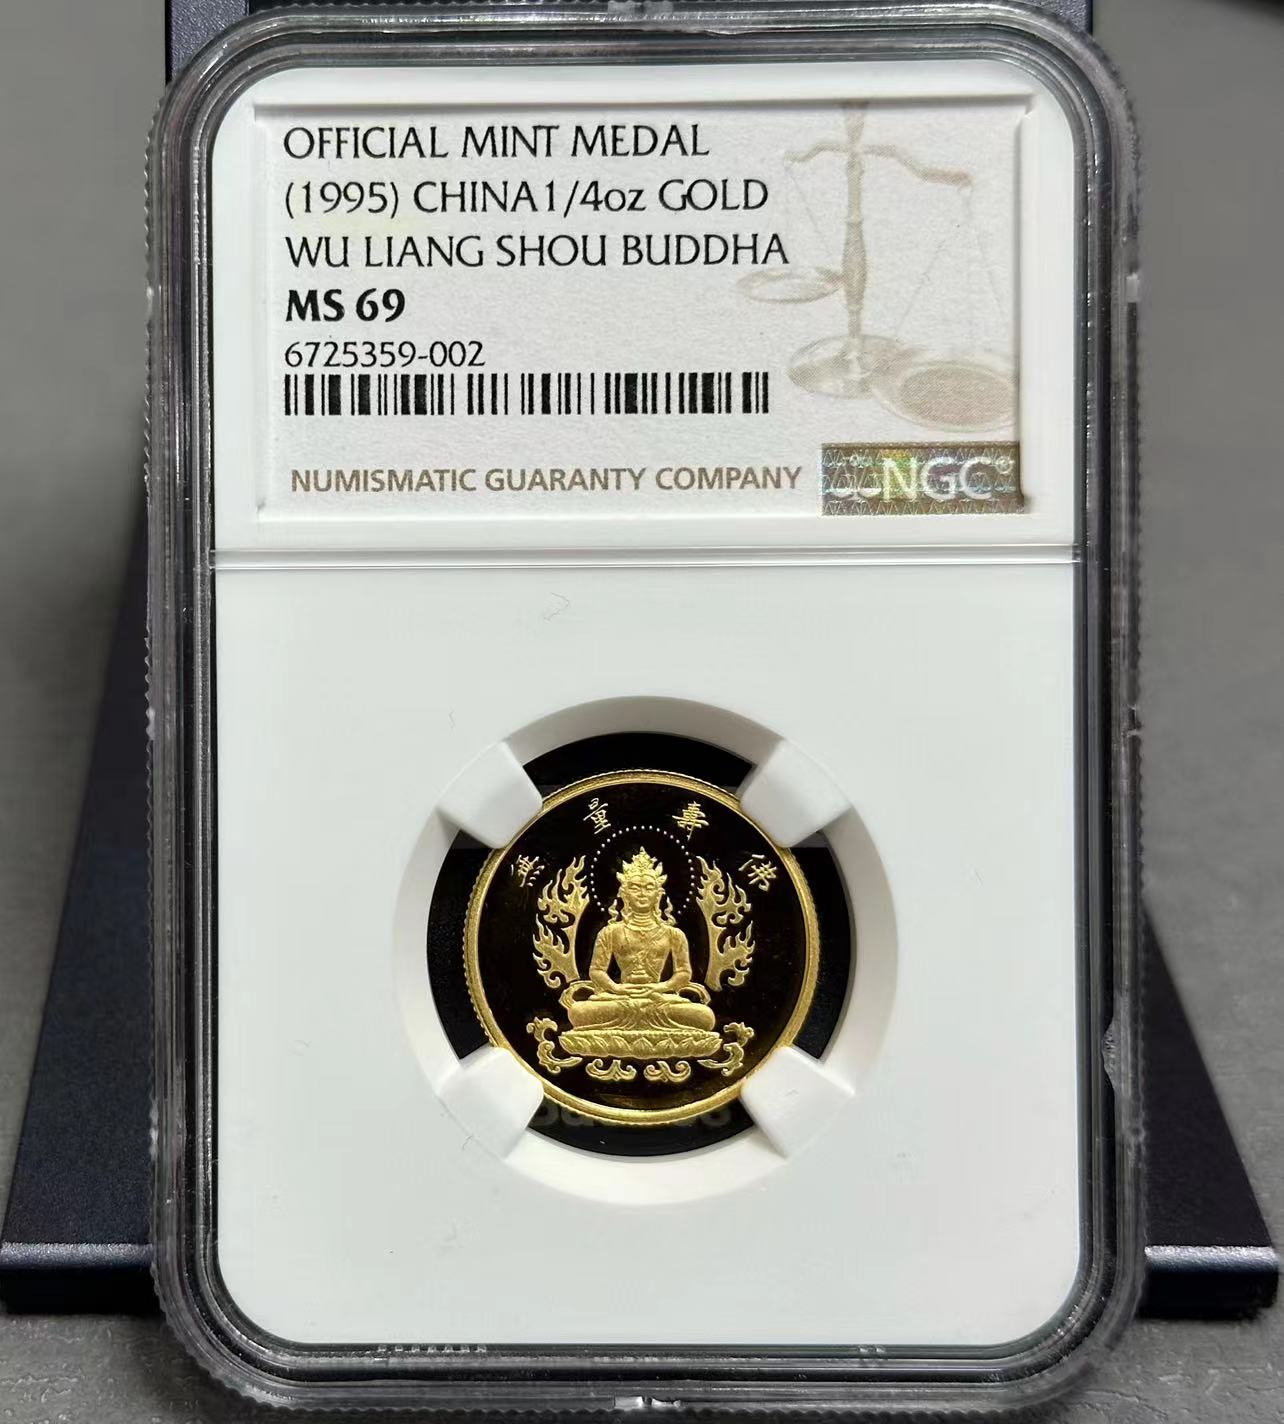 OFFICIAL MINT MEDAL
(1995) CHINA1/4oz GOLD
WU LIANG SHOU BUDDHA
MS 69
6725359-002
NUMISMATIC GUARANTY COMPANY
NGC
無量壽佛